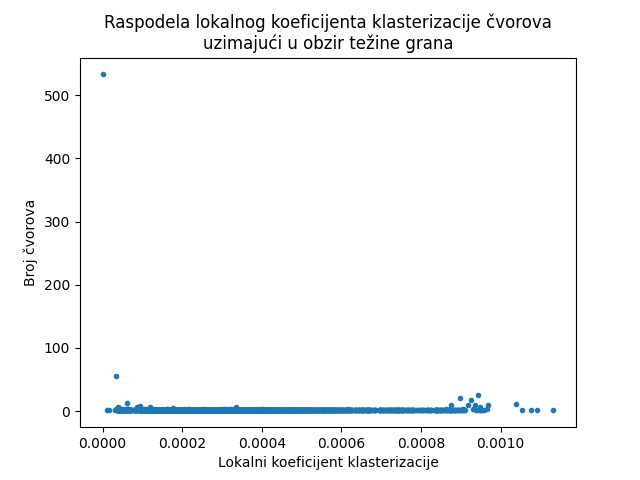 Raspodela lokalnog koeficijenta klasterizacije čvorova
uzimajući u obzir težine grana
Broj čvorova
500
400
300
200
100
0
0.0000 0.0002 0.0004 0.0006 0.0008 0.0010
Lokalni koeficijent klasterizacije